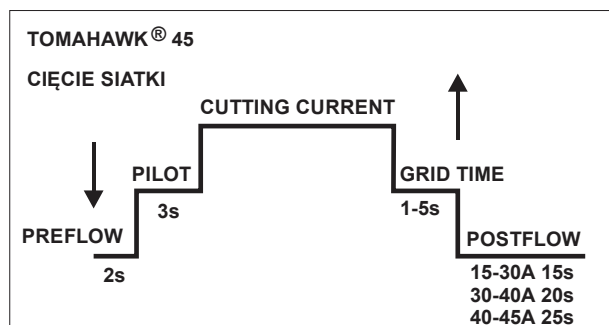 TOMAHAWK® 45
CIĘCIE SIATKI
CUTTING CURRENT
PILOT
GRID TIME
3s
1-5s
PREFLOW
POSTFLOW
2s
15-30A 15s
30-40A 20s
40-45A 25s